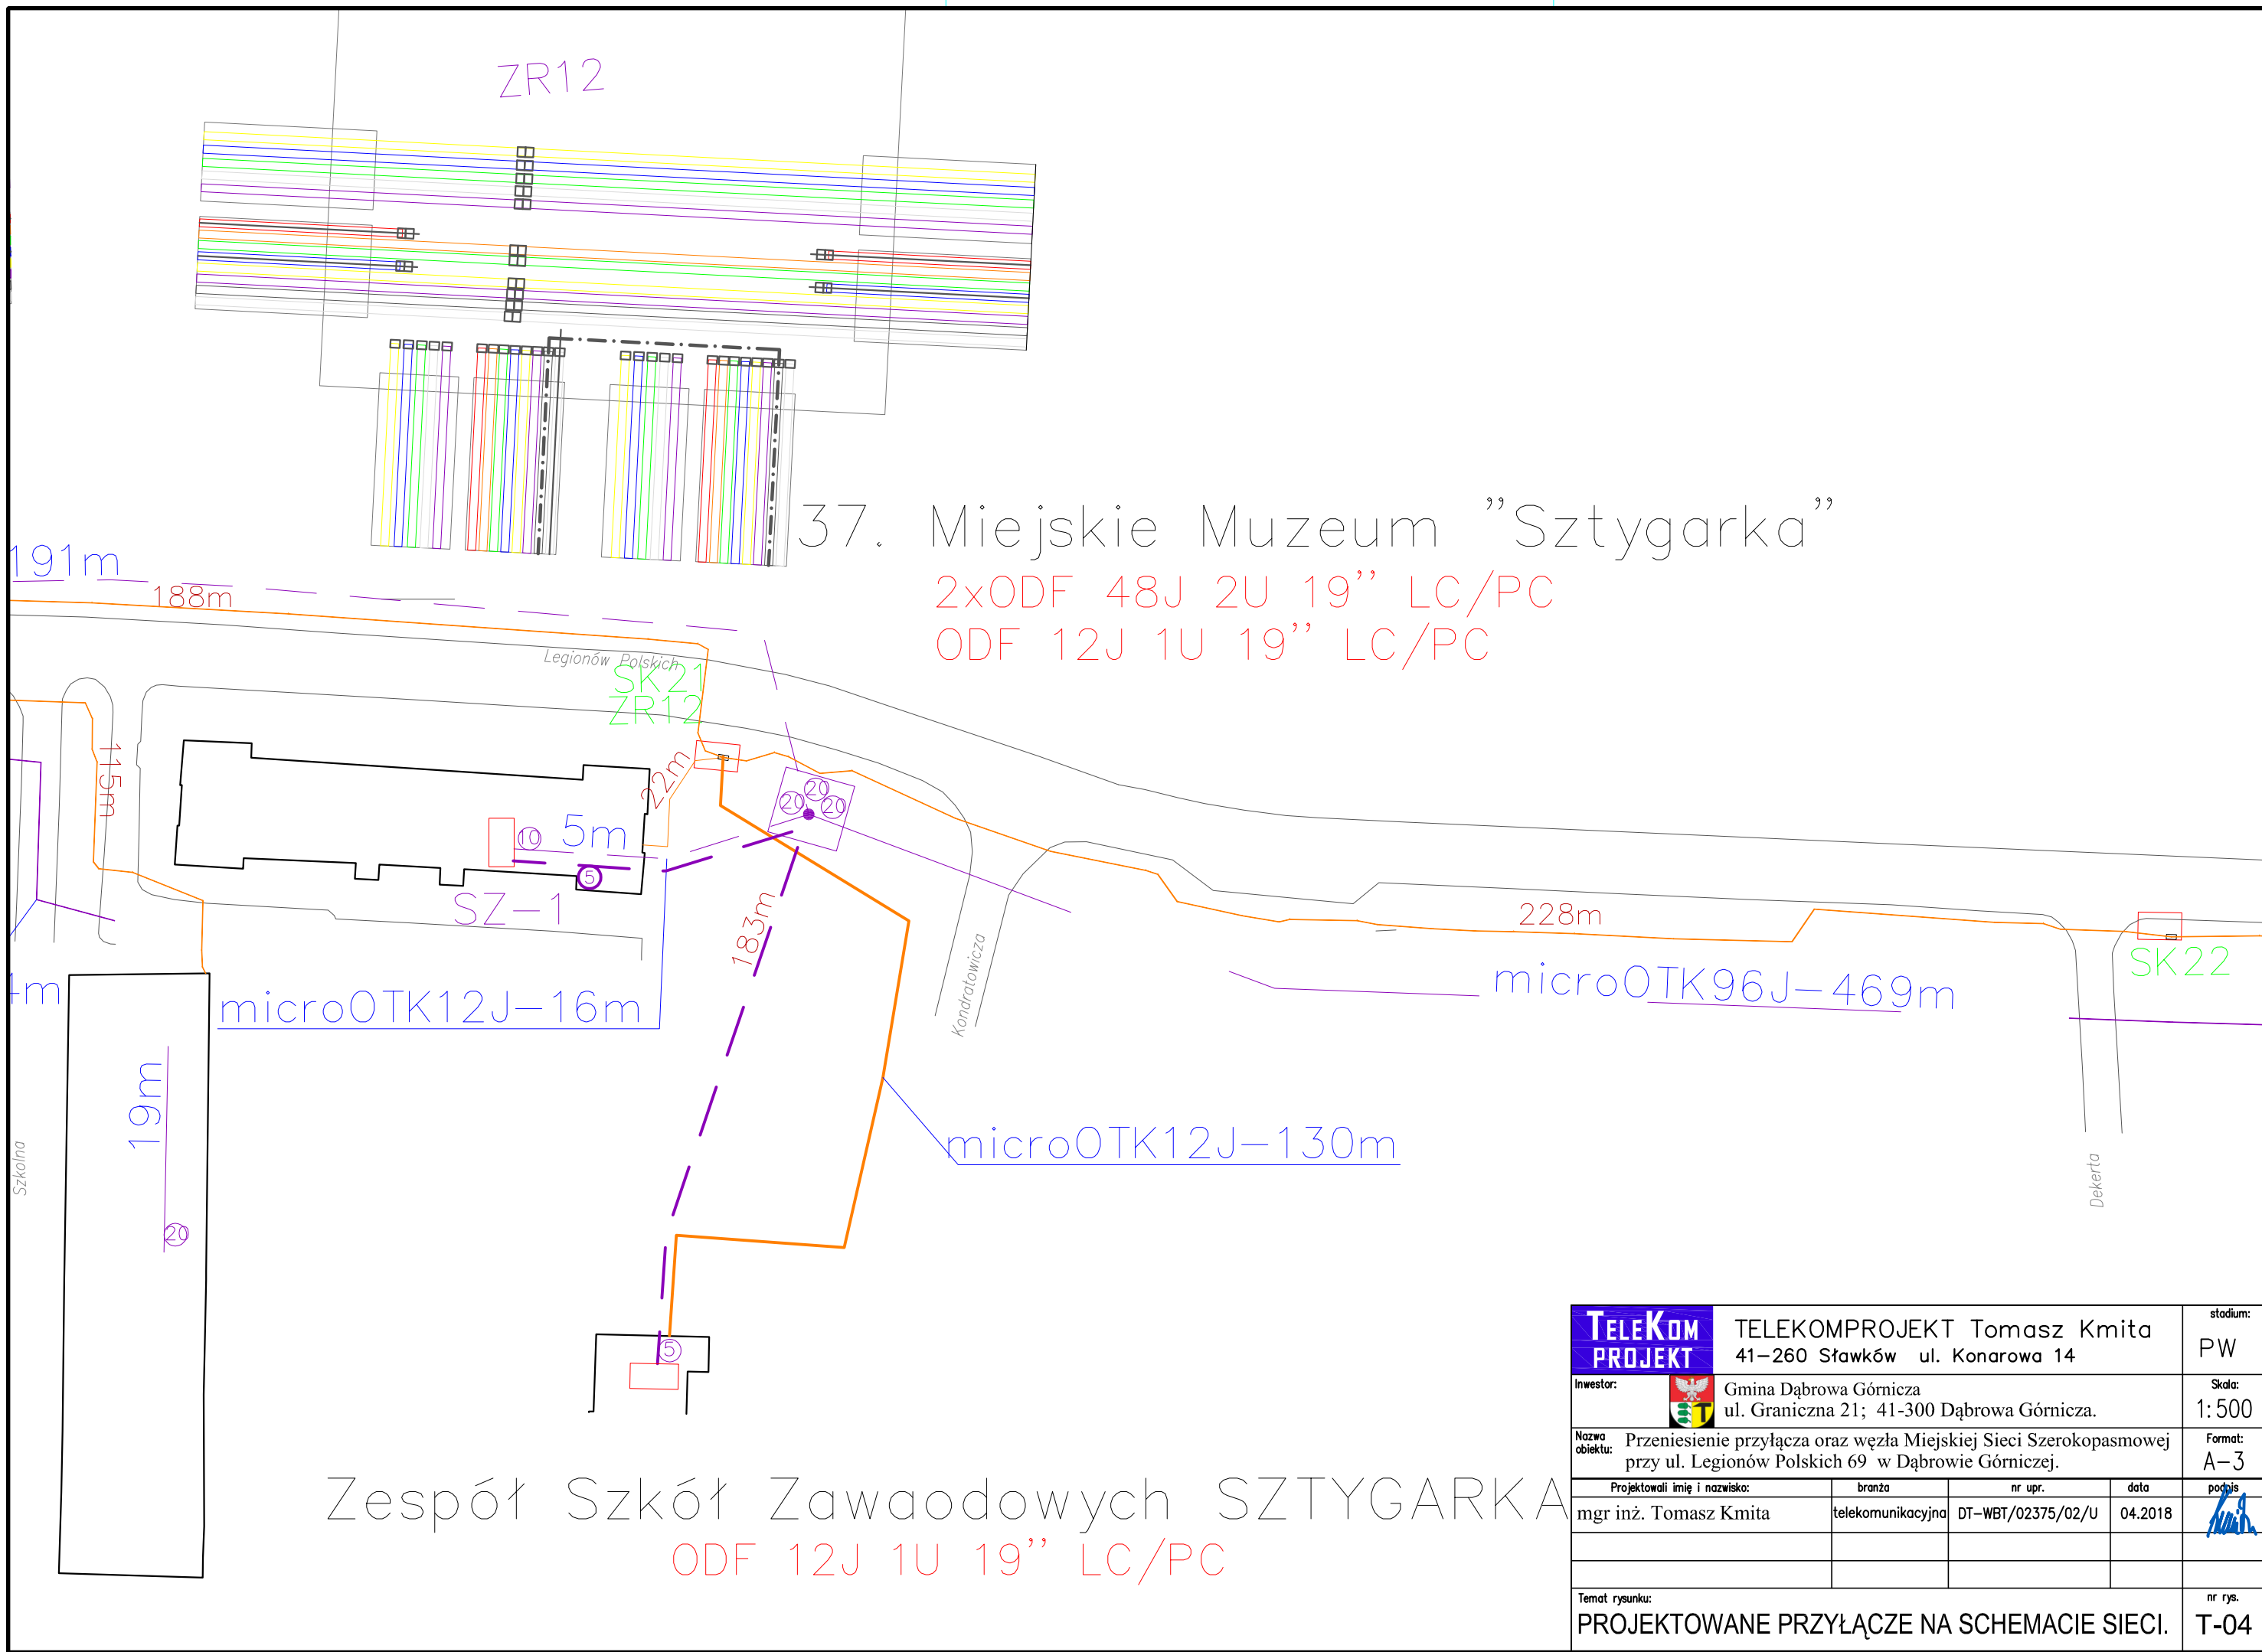 ZR12
37. Miejskie Muzeum "Sztygarka"
2xODF 48J 2U 19'' LC/PC
ODF 12J 1U 19'' LC/PC
191m
188m
Legionów Polskich
SK21
ZR12
115m
22m
20
20
20
10
5m
5
SZ-1
183m
Kondratowicza
228m
SK22
microOTK96J-469m
4m
microOTK12J-16m
19m
20
Szkolna
microOTK12J-130m
Dekerta
5
Zespół Szkół Zawaodowych SZTYGARKA
ODF 12J 1U 19'' LC/PC
TELEKOM
PROJEKT
TELEKOMPROJEKT Tomasz Kmita
41-260 Sławków ul. Konarowa 14
stadium:
PW
Inwestor:
Gmina Dąbrowa Górnicza
ul. Graniczna 21; 41-300 Dąbrowa Górnicza.
Skala:
1:500
Nazwa obiektu:
Przeniesienie przyłącza oraz węzła Miejskiej Sieci Szerokopasmowej
przy ul. Legionów Polskich 69 w Dąbrowie Górniczej.
Format:
A-3
Projektowali imię i nazwisko: branża nr upr. data podpis
mgr inż. Tomasz Kmita telekomunikacyjna DT-WBT/02375/02/U 04.2018
Temat rysunku:
PROJEKTOWANE PRZYŁĄCZE NA SCHEMACIE SIECI.
nr rys.
T-04